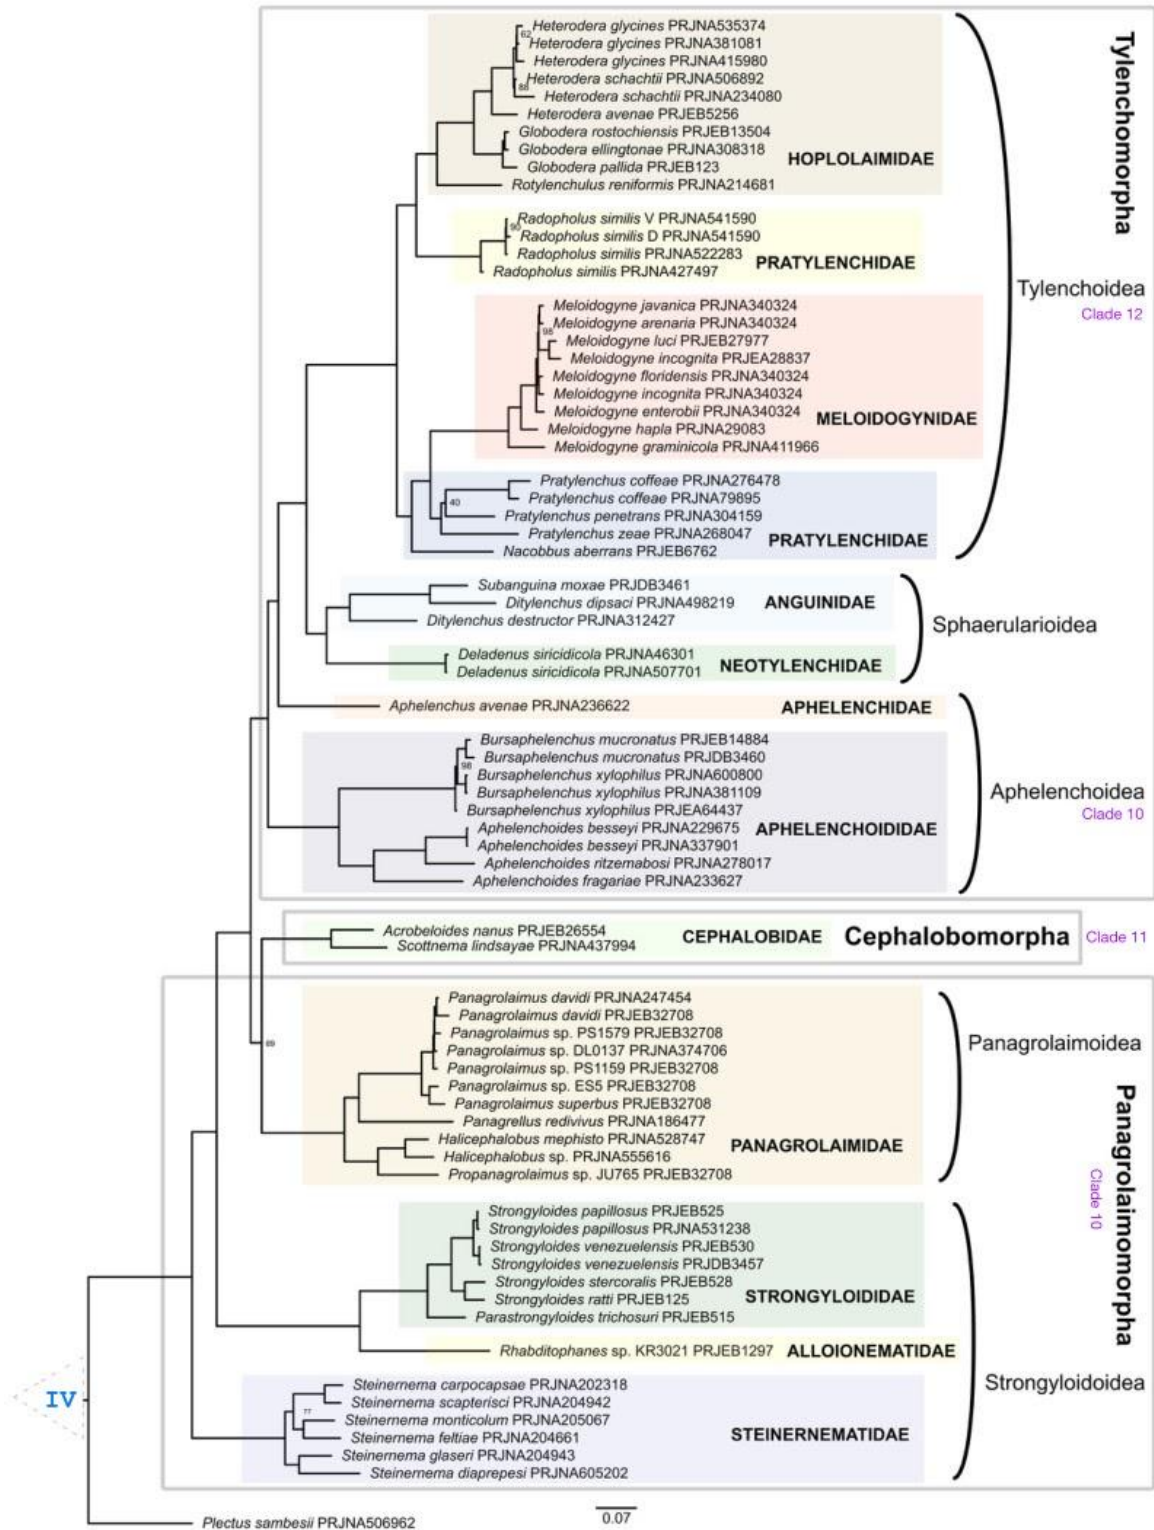 Heterodera glycines PRJNA535374
62
Heterodera glycines PRJNA381081
Heterodera glycines PRJNA415980
Heterodera schachtii PRJNA506892
88
Heterodera schachtii PRJNA234080
Heterodera avenae PRJEB5256
Globodera rostochiensis PRJEB13504
Globodera ellingtonae PRJNA308318
HOPLOLAIMIDAE
Globodera pallida PRJEB123
Rotylenchulus reniformis PRJNA214681
Tylenchomorpha
Radopholus similis V PRJNA541590
90
Radopholus similis D PRJNA541590
Radopholus similis PRJNA522283
PRATYLENCHIDAE
Radopholus similis PRJNA427497
Tylenchoidea
Clade 12
Meloidogyne javanica PRJNA340324
Meloidogyne arenaria PRJNA340324
98
Meloidogyne luci PRJEB27977
Meloidogyne incognita PRJEA28837
Meloidogyne floridensis PRJNA340324
Meloidogyne incognita PRJNA340324
Meloidogyne enterobii PRJNA340324
MELOIDOGYNIDAE
Meloidogyne hapla PRJNA29083
Meloidogyne graminicola PRJNA411966
Pratylenchus coffeae PRJNA276478
Pratylenchus coffeae PRJNA79895
40
Pratylenchus penetrans PRJNA304159
Pratylenchus zeae PRJNA268047
PRATYLENCHIDAE
Nacobbus aberrans PRJEB6762
Subanguina moxae PRJDB3461
Ditylenchus dipsaci PRJNA498219
ANGUINIDAE
Ditylenchus destructor PRJNA312427
Sphaerularioidea
Deladenus siricidicola PRJNA46301
NEOTYLENCHIDAE
Deladenus siricidicola PRJNA507701
Aphelenchus avenae PRJNA236622
APHELENCHIDAE
Bursaphelenchus mucronatus PRJEB14884
Bursaphelenchus mucronatus PRJDB3460
98
Bursaphelenchus xylophilus PRJNA600800
Bursaphelenchus xylophilus PRJNA381109
Aphelenchoidea
Clade 10
Bursaphelenchus xylophilus PRJEA64437
Aphelenchoides besseyi PRJNA229675
APHELENCHOIDIDAE
Aphelenchoides besseyi PRJNA337901
Aphelenchoides ritzemabosi PRJNA278017
Aphelenchoides fragariae PRJNA233627
Acrobeloides nanus PRJEB26554
CEPHALOBIDAE
Cephalobomorpha
Clade 11
Scottnema lindsayae PRJNA437994
Panagrolaimus davidi PRJNA247454
Panagrolaimus davidi PRJEB32708
Panagrolaimus sp. PS1579 PRJEB32708
89
Panagrolaimoidea
Panagrolaimus sp. DL0137 PRJNA374706
Panagrolaimus sp. PS1159 PRJEB32708
Panagrolaimus sp. ES5 PRJEB32708
Panagrolaimus superbus PRJEB32708
Panagrellus redivivus PRJNA186477
Halicephalobus mephisto PRJNA528747
PANAGROLAIMIDAE
Halicephalobus sp. PRJNA555616
Propanagrolaimus sp. JU765 PRJEB32708
Panagrolaimomorpha
Clade 10
Strongyloides papillosus PRJEB525
Strongyloides papillosus PRJNA531238
Strongyloides venezuelensis PRJEB530
Strongyloides venezuelensis PRJDB3457
Strongyloides stercoralis PRJEB528
Strongyloides ratti PRJEB125
STRONGYLOIDIDAE
Parastrongyloides trichosuri PRJEB515
Rhabditophanes sp. KR3021 PRJEB1297
ALLOIONEMATIDAE
Strongyloidoidea
IV
Steinernema carpocapsae PRJNA202318
Steinernema scapterisci PRJNA204942
77
Steinernema monticolum PRJNA205067
Steinernema feltiae PRJNA204661
STEINERNEMATIDAE
Steinernema glaseri PRJNA204943
Steinernema diaprepesi PRJNA605202
0.07
Plectus sambesii PRJNA506962